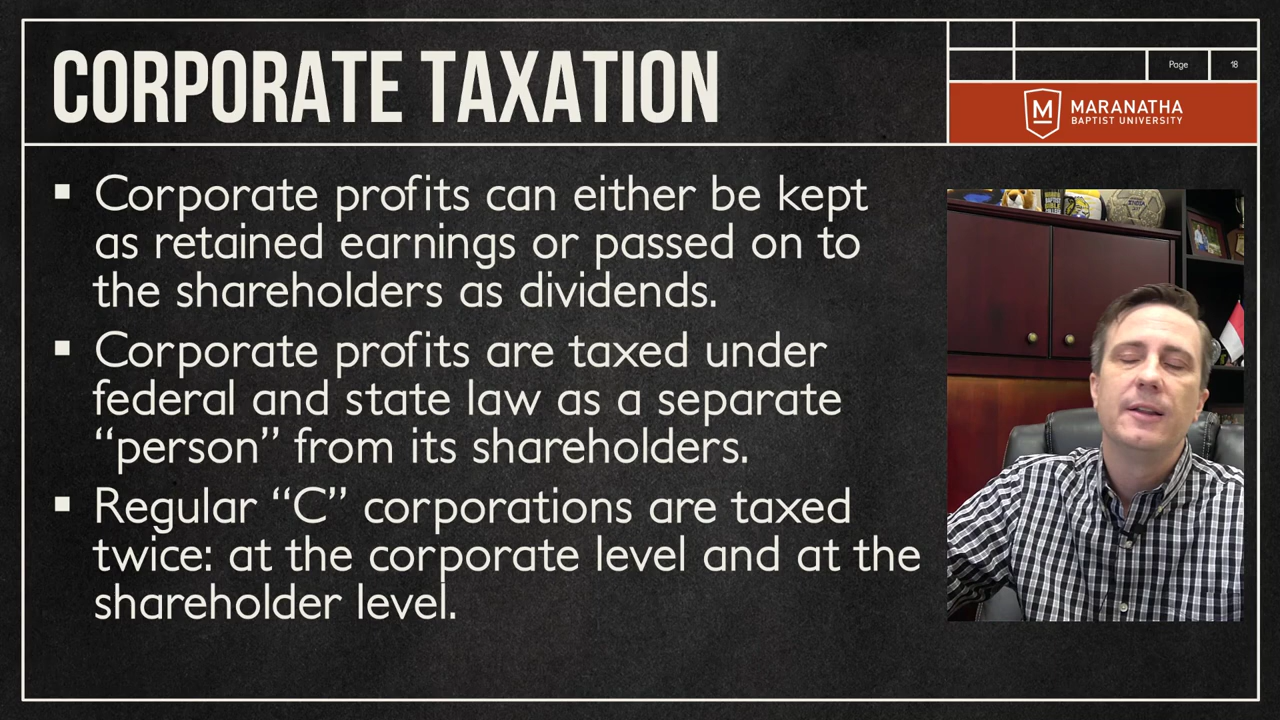 CORPORATE TAXATION
Page 18
MARANATHA
BAPTIST UNIVERSITY
▪ Corporate profits can either be kept
as retained earnings or passed on to
the shareholders as dividends.
▪ Corporate profits are taxed under
federal and state law as a separate
“person” from its shareholders.
▪ Regular “C” corporations are taxed
twice: at the corporate level and at the
shareholder level.